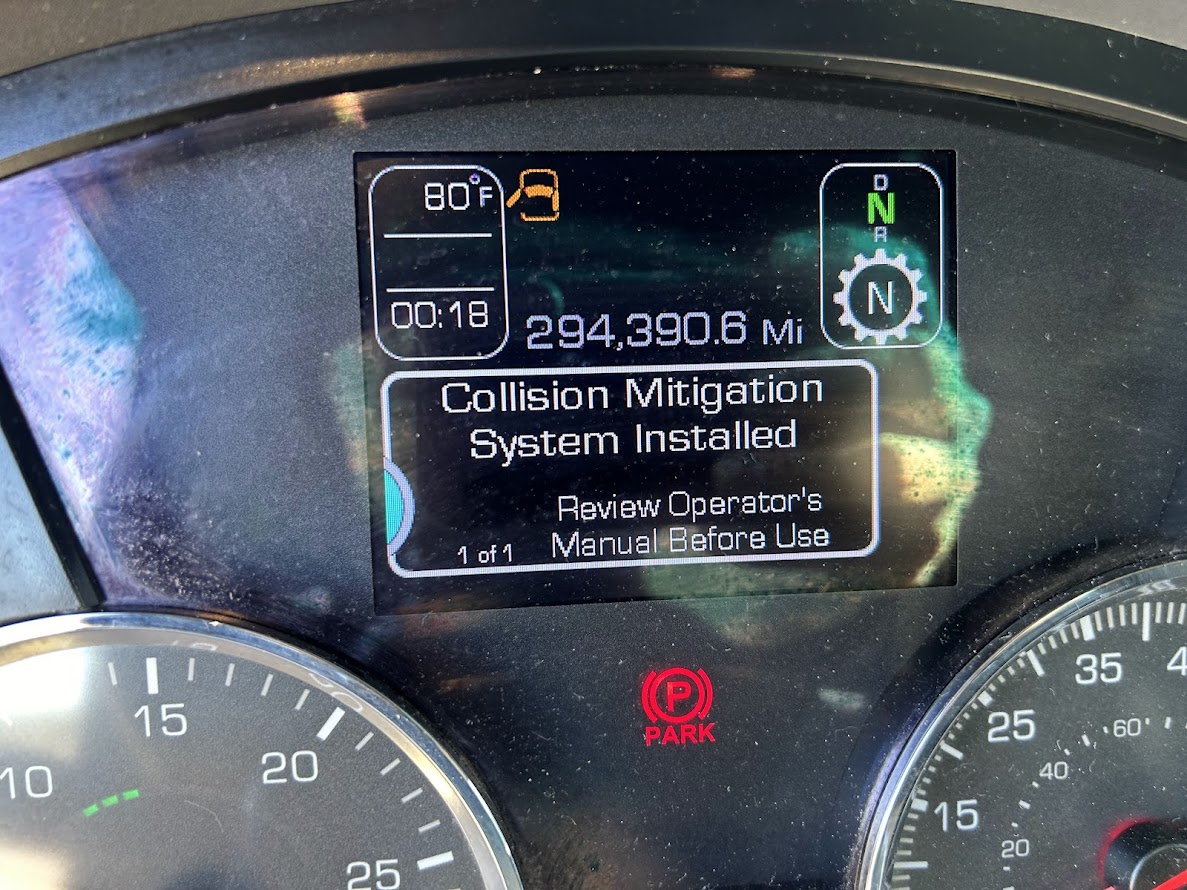 80°F
00:18
D
N
R
N
294,390.6 Mi
Collision Mitigation
System Installed
Review Operator's
Manual Before Use
1 of 1
P
PARK
10
15
20
25
15
25
35
20
40
60